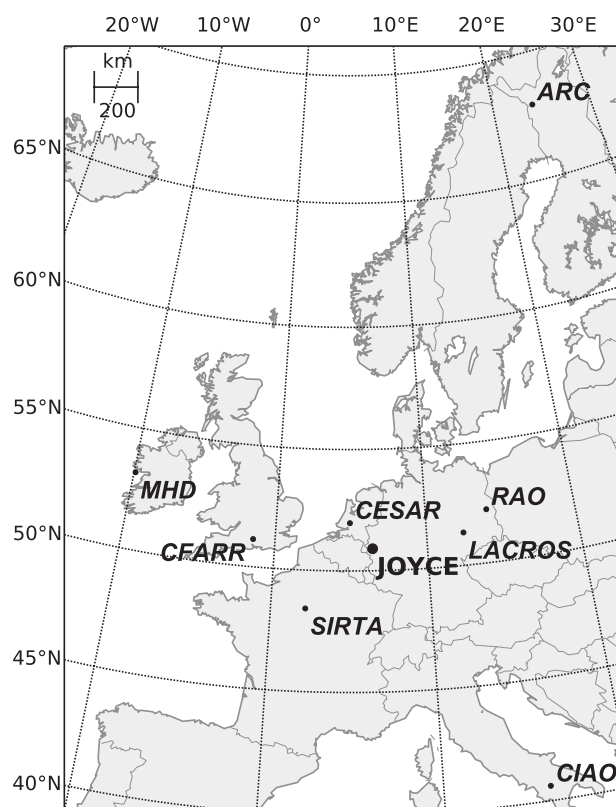 20°W 10°W 0° 10°E 20°E 30°E
km
200
ARC
65°N
60°N
55°N
MHD
CESAR
RAO
50°N
CFARR
LACROS
JOYCE
SIRTA
45°N
CIAO
40°N